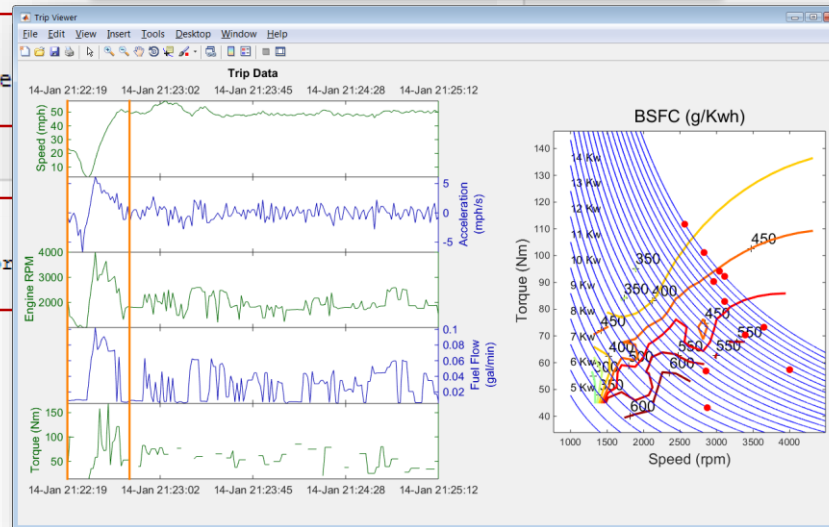 Trip Viewer
File Edit View Insert Tools Desktop Window Help
Trip Data
14-Jan 21:22:19 14-Jan 21:23:02 14-Jan 21:23:45 14-Jan 21:24:28 14-Jan 21:25:12
Speed (mph)
50
40
30
20
10
Acceleration
(mph/s)
5
0
-5
Engine RPM
4000
3000
2000
Fuel Flow
(gal/min)
0.1
0.08
0.06
0.04
0.02
Torque (Nm)
150
100
50
14-Jan 21:22:19 14-Jan 21:23:02 14-Jan 21:23:45 14-Jan 21:24:28 14-Jan 21:25:12
BSFC (g/Kwh)
Torque (Nm)
140
130
120
110
100
90
80
70
60
50
40
14 Kw
13 Kw
12 Kw
11 Kw
10 Kw
9 Kw
8 Kw
7 Kw
6 Kw
5 Kw
450
350
350
400
450
450
550
400
550
550
500
600
350
600
1000 1500 2000 2500 3000 3500 4000
Speed (rpm)